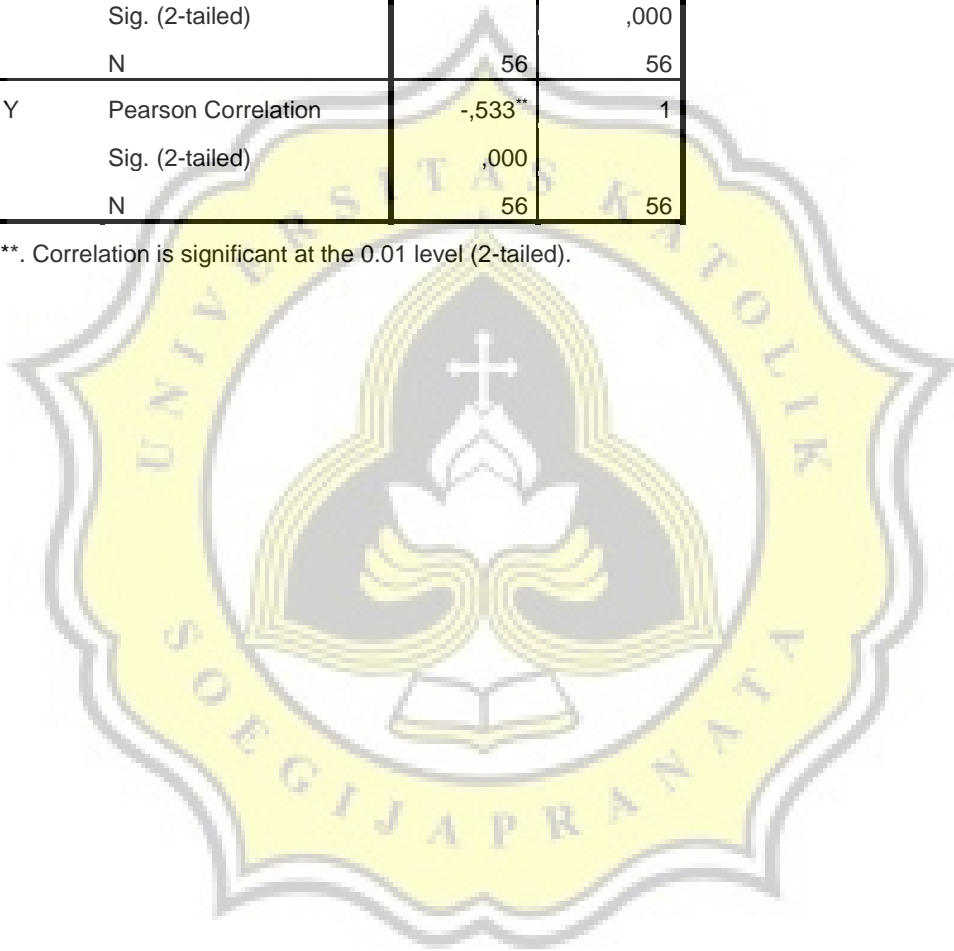 Sig. (2-tailed) ,000
N 56 56
Y Pearson Correlation -,533** 1
Sig. (2-tailed) ,000
N 56 56
**. Correlation is significant at the 0.01 level (2-tailed).
UNIVERSITAS KATOLIK
SOEGIJAPRANATA